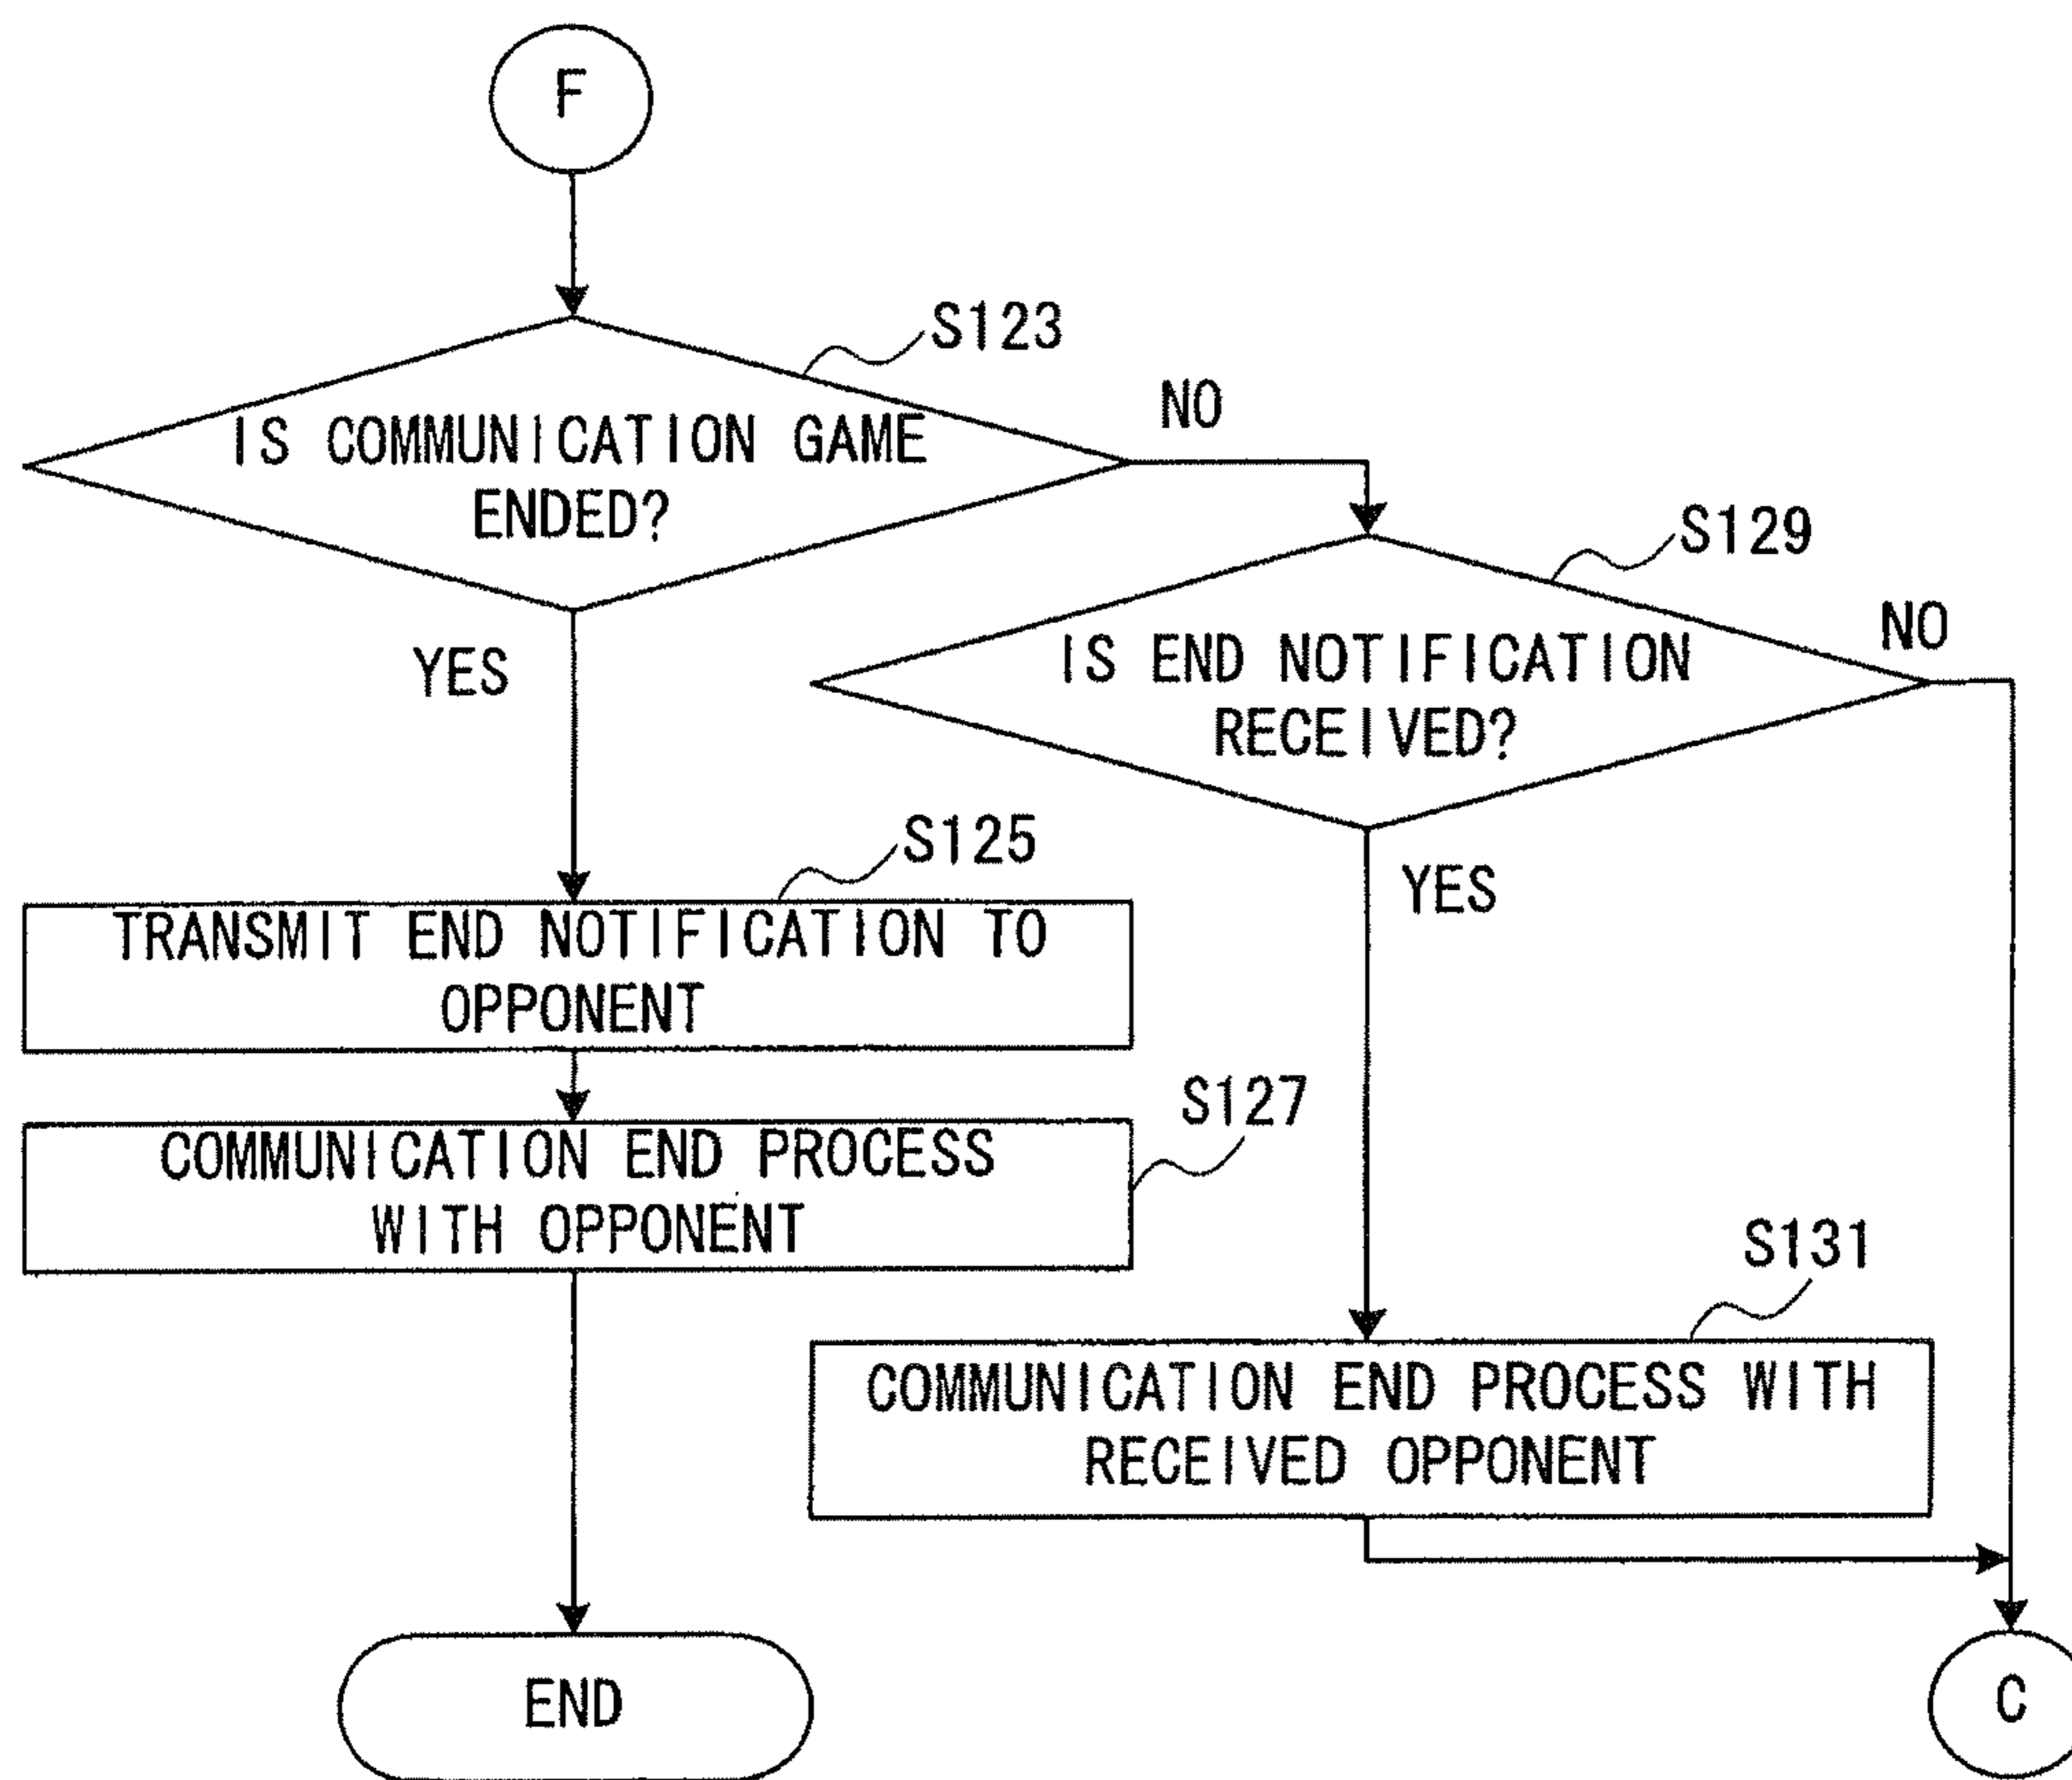 F
S123
IS COMMUNICATION GAME
ENDED?
NO
YES
S129
IS END NOTIFICATION
RECEIVED?
NO
YES
S125
TRANSMIT END NOTIFICATION TO
OPPONENT
S127
COMMUNICATION END PROCESS
WITH OPPONENT
S131
COMMUNICATION END PROCESS WITH
RECEIVED OPPONENT
END
C